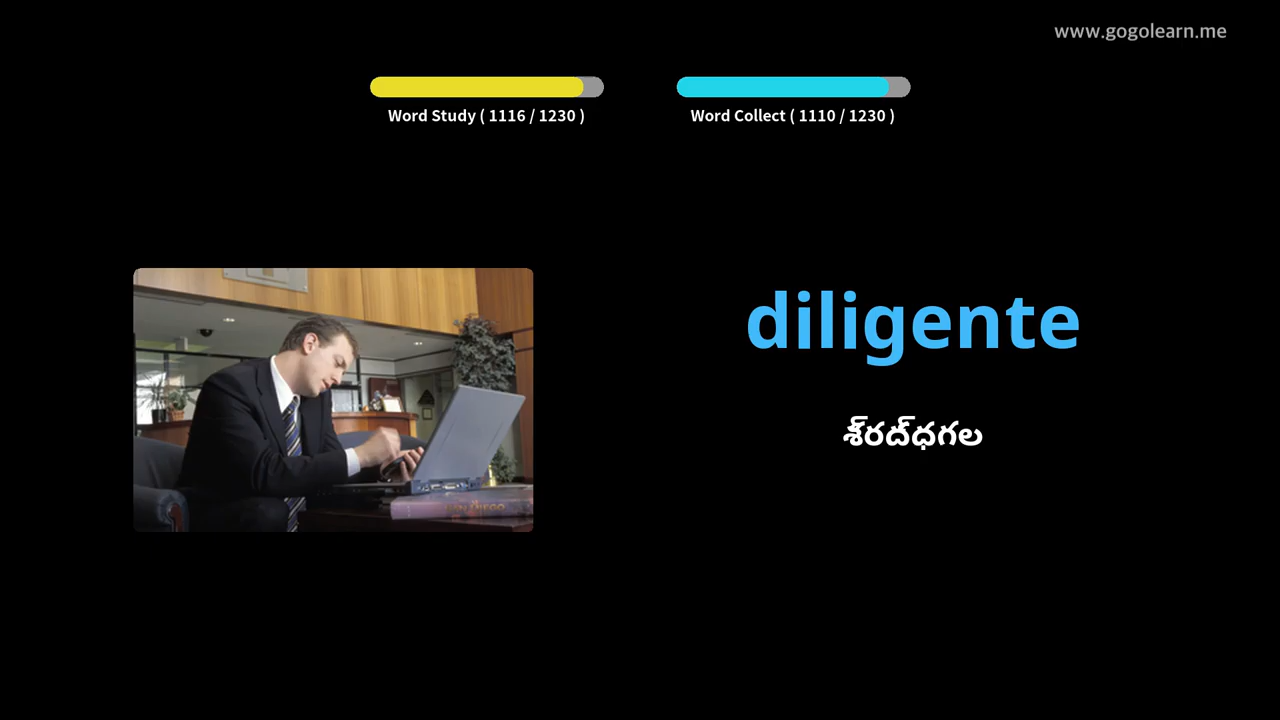 www.gogolearn.me
Word Study ( 1116 / 1230 )
Word Collect ( 1110 / 1230 )
diligente
శ్రద్ధగల